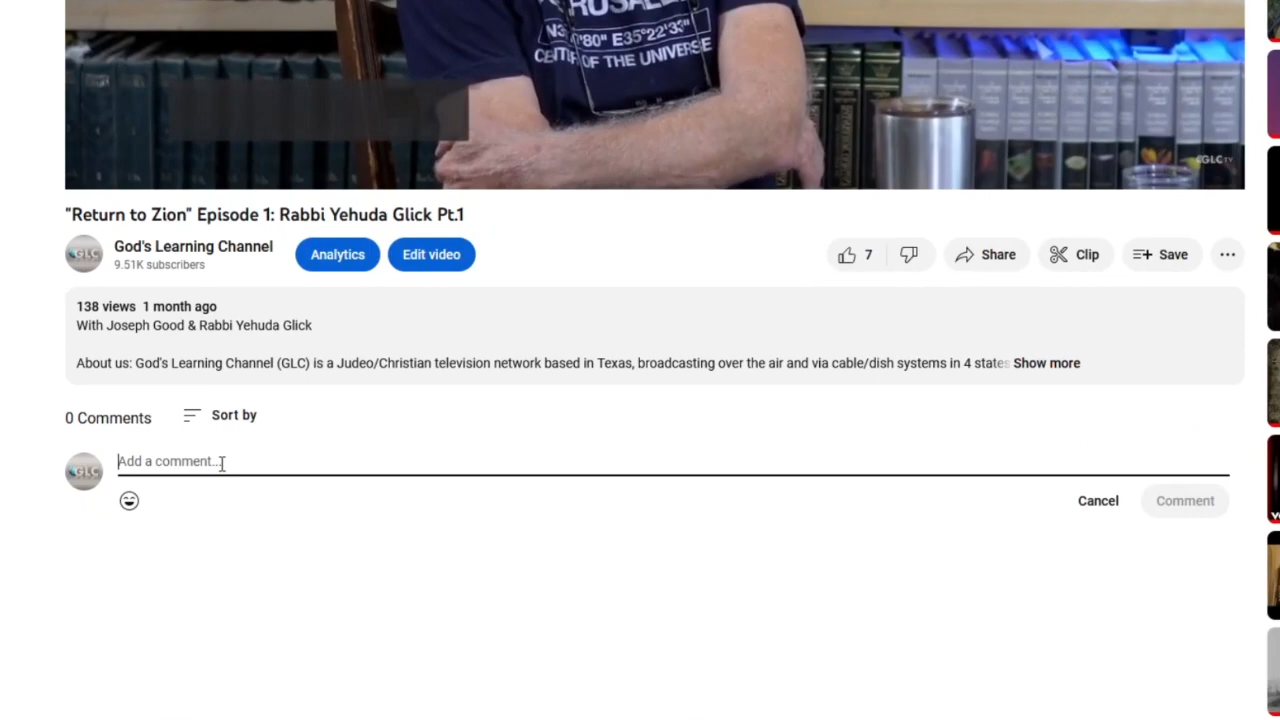 N3 '80" E35°22'33"
OF THE UNIVERSE
GLCTV
"Return to Zion" Episode 1: Rabbi Yehuda Glick Pt.1
God's Learning Channel
9.51K subscribers
Analytics
Edit video
7
Share
Clip
Save
138 views 1 month ago
With Joseph Good & Rabbi Yehuda Glick
About us: God's Learning Channel (GLC) is a Judeo/Christian television network based in Texas, broadcasting over the air and via cable/dish systems in 4 states Show more
0 Comments
Sort by
GLC
Add a comment...
Cancel
Comment